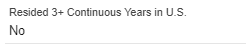 Resided 3+ Continuous Years in U.S.
No